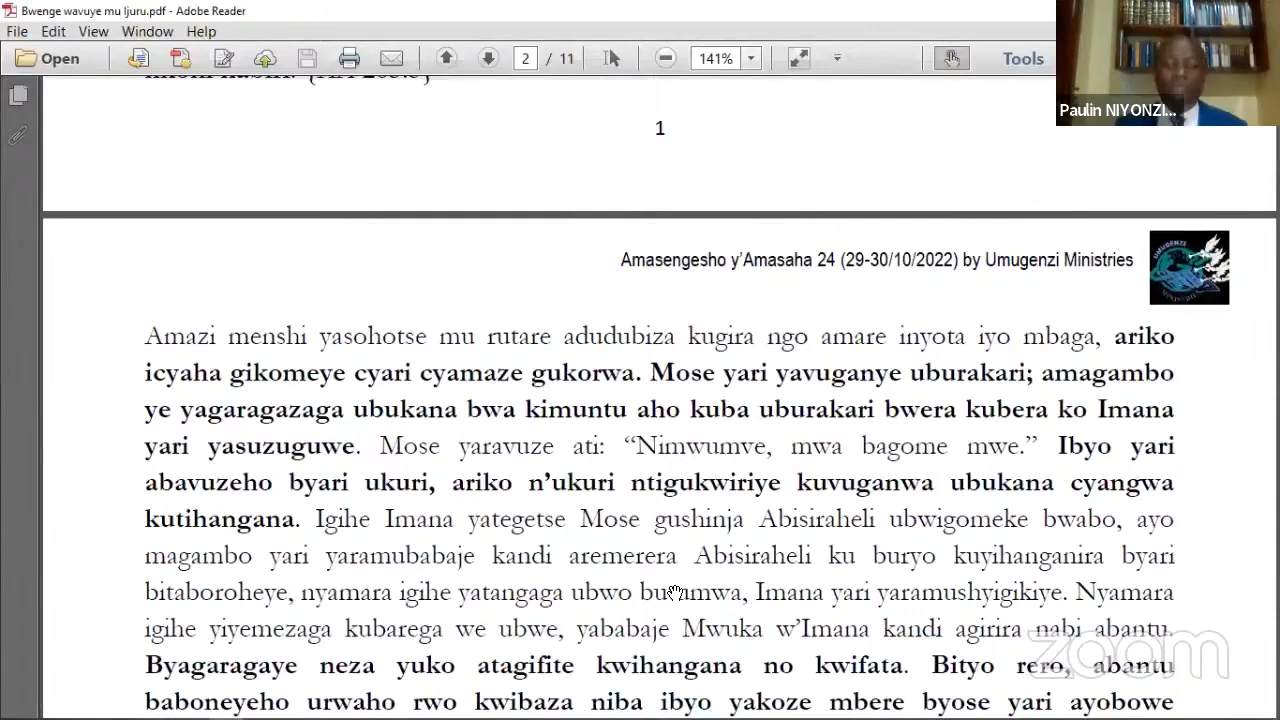 Bwenge wavuye mu Ijuru.pdf - Adobe Reader
File Edit View Window Help
Open 2 / 11 141% Tools
Paulin NIYONZI...
1
Amasengesho y’Amasaha 24 (29-30/10/2022) by Umugenzi Ministries
UMUGENZI
MINISTRIES
Amazi menshi yasohotse mu rutare adudubiza kugira ngo amare inyota iyo mbaga, ariko
icyaha gikomeye cyari cyamaze gukorwa. Mose yari yavuganye uburakari; amagambo
ye yagaragazaga ubukana bwa kimuntu aho kuba uburakari bwera kubera ko Imana
yari yasuzuguwe. Mose yaravuze ati: “Nimwumve, mwa bagome mwe.” Ibyo yari
abavuzeho byari ukuri, ariko n’ukuri ntigukwiriye kuvuganwa ubukana cyangwa
kutihangana. Igihe Imana yategetse Mose gushinja Abisiraheli ubwigomeke bwabo, ayo
magambo yari yaramubabaje kandi aremerera Abisiraheli ku buryo kuyihanganira byari
bitaboroheye, nyamara igihe yatangaga ubwo butumwa, Imana yari yaramushyigikiye. Nyamara
igihe yiyemezaga kubarega we ubwe, yababaje Mwuka w’Imana kandi agirira nabi abantu.
Byagaragaye neza yuko atagifite kwihangana no kwifata. Bityo rero, abantu
baboneyeho urwaho rwo kwibaza niba ibyo yakoze mbere byose yari ayobowe
zoom